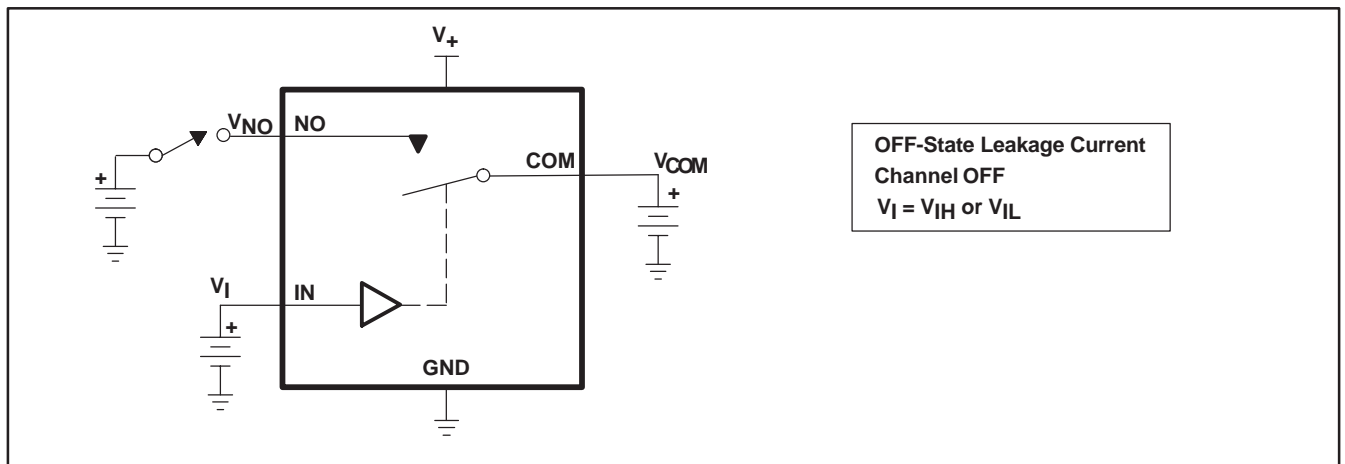 V+
VNO NO
+
COM VCOM
+
VI IN
+
GND
OFF-State Leakage Current
Channel OFF
VI = VIH or VIL